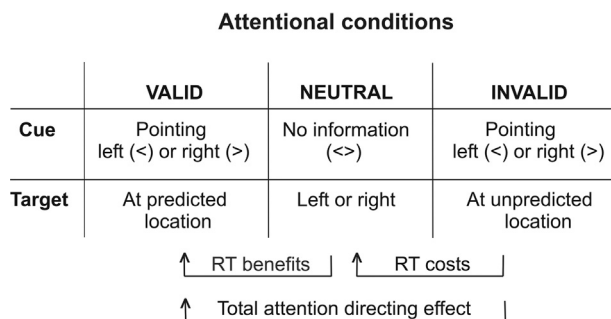 Attentional conditions
VALID NEUTRAL INVALID
Cue Pointing No information Pointing
left (<) or right (>) (<>) left (<) or right (>)
Target At predicted Left or right At unpredicted
location location
RT benefits RT costs
Total attention directing effect